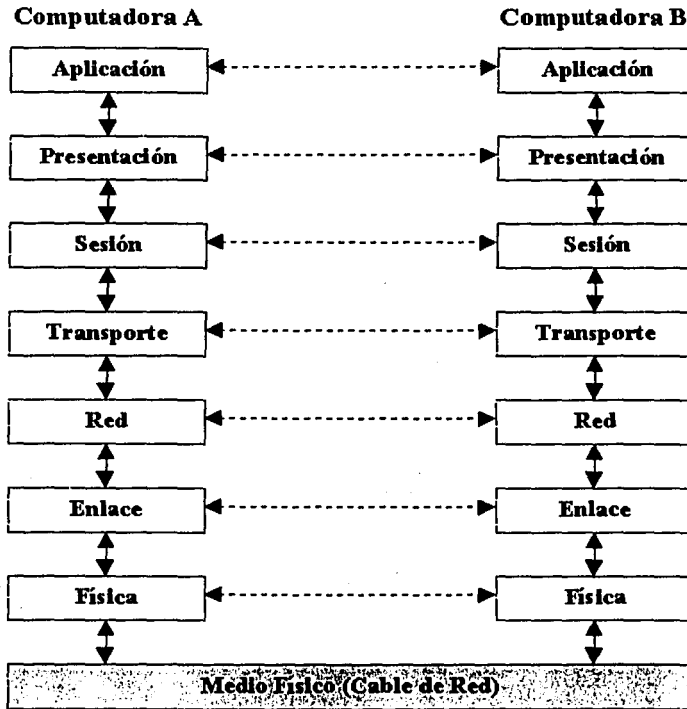 Computadora A Computadora B
Aplicación Aplicación
Presentación Presentación
Sesión Sesión
Transporte Transporte
Red Red
Enlace Enlace
Física Física
Medio Físico (Cable de Red)